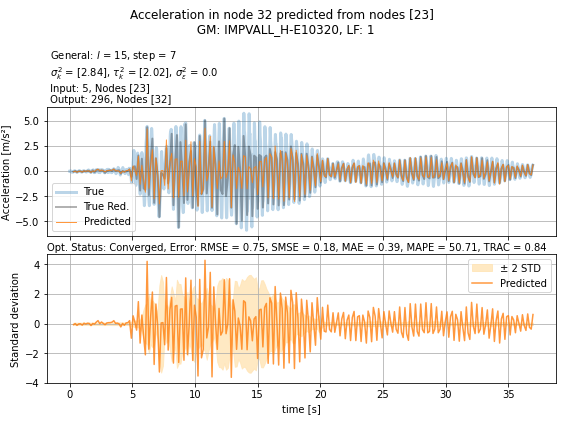 Acceleration in node 32 predicted from nodes [23]
GM: IMPVALL_H-E10320, LF: 1
General: l = 15, step = 7
σ²ₖ = [2.84], τ²ₖ = [2.02], σ²ε = 0.0
Input: 5, Nodes [23]
Output: 296, Nodes [32]
Acceleration [m/s²]
5.0
2.5
0.0
−2.5
−5.0
True
True Red.
Predicted
Opt. Status: Converged, Error: RMSE = 0.75, SMSE = 0.18, MAE = 0.39, MAPE = 50.71, TRAC = 0.84
Standard deviation
4
2
0
−2
−4
± 2 STD
Predicted
0 5 10 15 20 25 30 35
time [s]